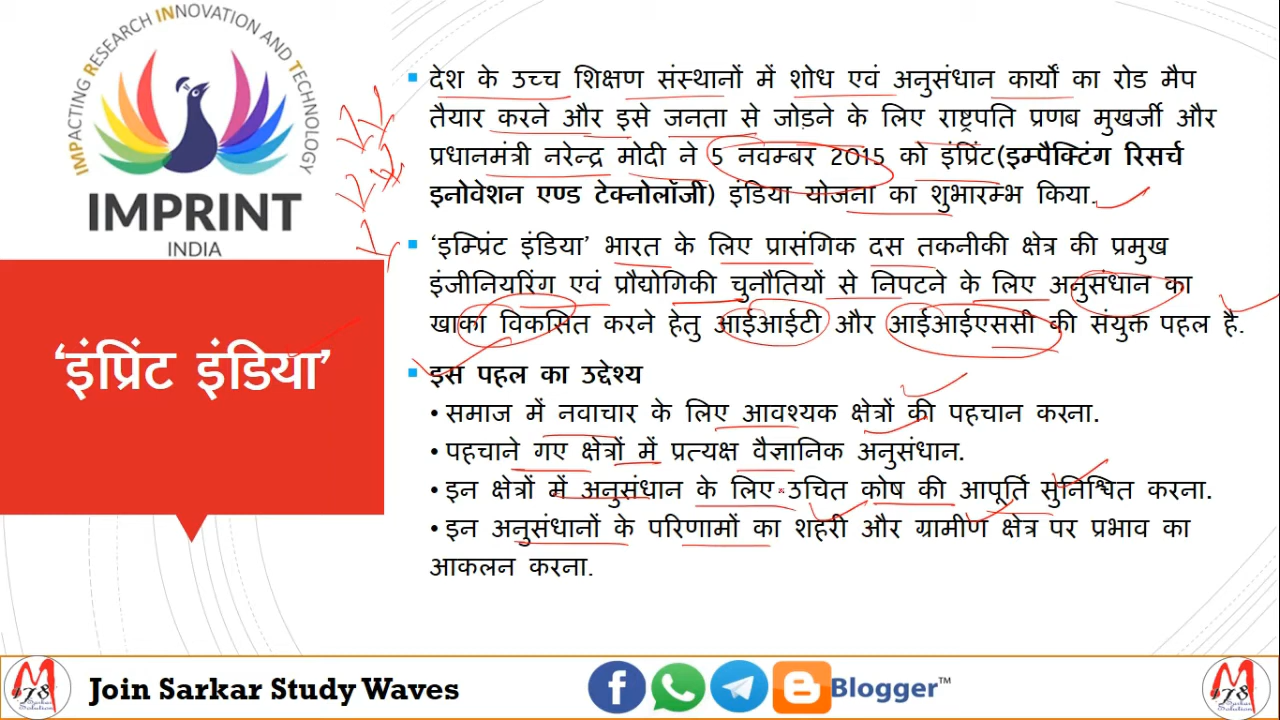 IMPACTING RESEARCH INNOVATION AND TECHNOLOGY
IMPRINT
INDIA
‘इंप्रिंट इंडिया’
देश के उच्च शिक्षण संस्थानों में शोध एवं अनुसंधान कार्यों का रोड मैप
तैयार करने और इसे जनता से जोड़ने के लिए राष्ट्रपति प्रणब मुखर्जी और
प्रधानमंत्री नरेन्द्र मोदी ने 5 नवम्बर 2015 को इंप्रिंट(इम्पैक्टिंग रिसर्च
इनोवेशन एण्ड टेक्नोलॉजी) इंडिया योजना का शुभारम्भ किया.
‘इम्प्रिंट इंडिया’ भारत के लिए प्रासंगिक दस तकनीकी क्षेत्र की प्रमुख
इंजीनियरिंग एवं प्रौद्योगिकी चुनौतियों से निपटने के लिए अनुसंधान का
खाका विकसित करने हेतु आईआईटी और आईआईएससी की संयुक्त पहल है.
इस पहल का उद्देश्य
• समाज में नवाचार के लिए आवश्यक क्षेत्रों की पहचान करना.
• पहचाने गए क्षेत्रों में प्रत्यक्ष वैज्ञानिक अनुसंधान.
• इन क्षेत्रों में अनुसंधान के लिए उचित कोष की आपूर्ति सुनिश्चित करना.
• इन अनुसंधानों के परिणामों का शहरी और ग्रामीण क्षेत्र पर प्रभाव का
आकलन करना.
Join Sarkar Study Waves
Blogger™